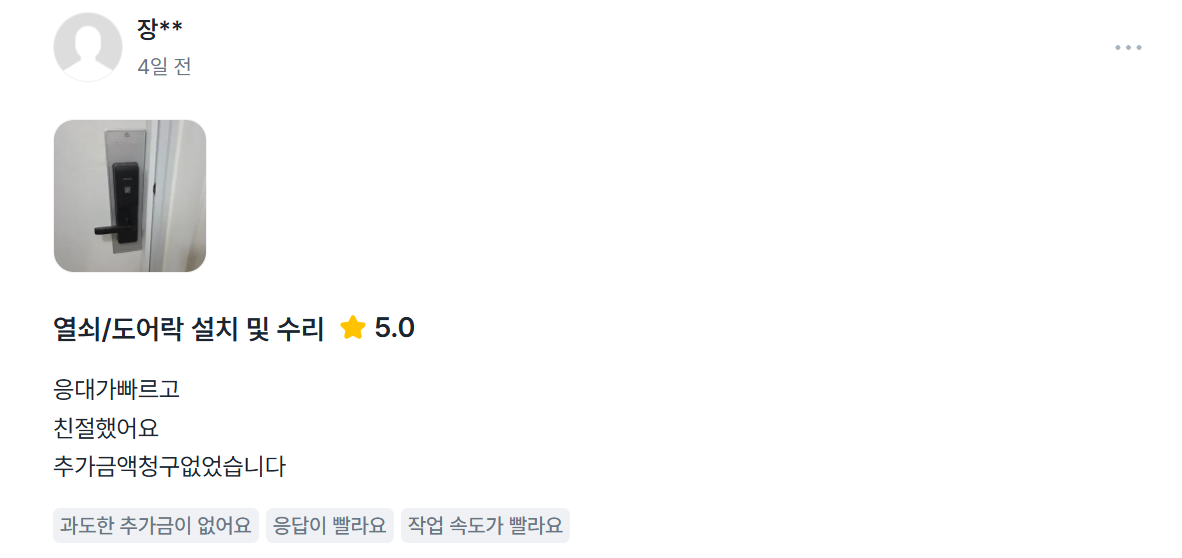 장**
4일 전
열쇠/도어락 설치 및 수리 5.0
응대가빠르고
친절했어요
추가금액청구없었습니다
과도한 추가금이 없어요 응답이 빨라요 작업 속도가 빨라요